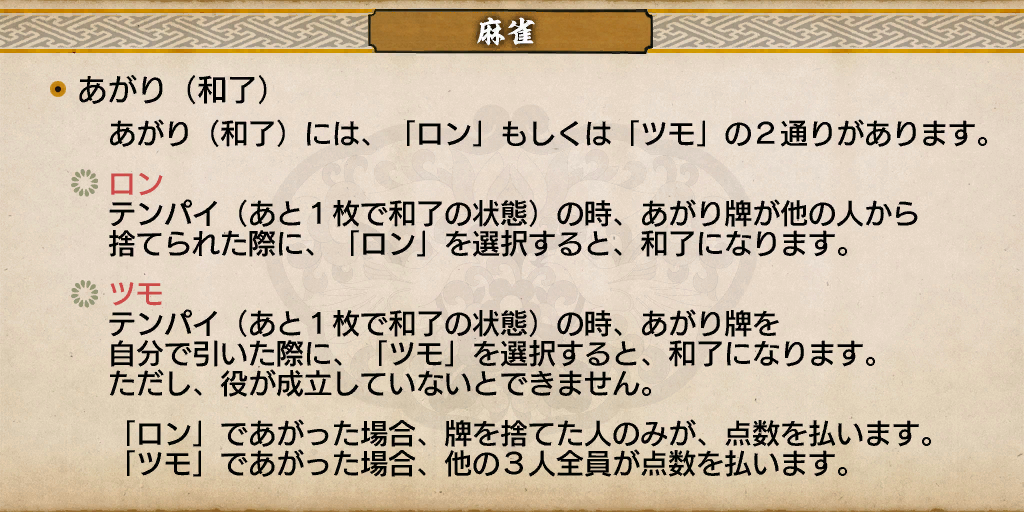 麻雀
あがり（和了）
あがり（和了）には、「ロン」もしくは「ツモ」の２通りがあります。
ロン
テンパイ（あと１枚で和了の状態）の時、あがり牌が他の人から
捨てられた際に、「ロン」を選択すると、和了になります。
ツモ
テンパイ（あと１枚で和了の状態）の時、あがり牌を
自分で引いた際に、「ツモ」を選択すると、和了になります。
ただし、役が成立していないとできません。
「ロン」であがった場合、牌を捨てた人のみが、点数を払います。
「ツモ」であがった場合、他の３人全員が点数を払います。